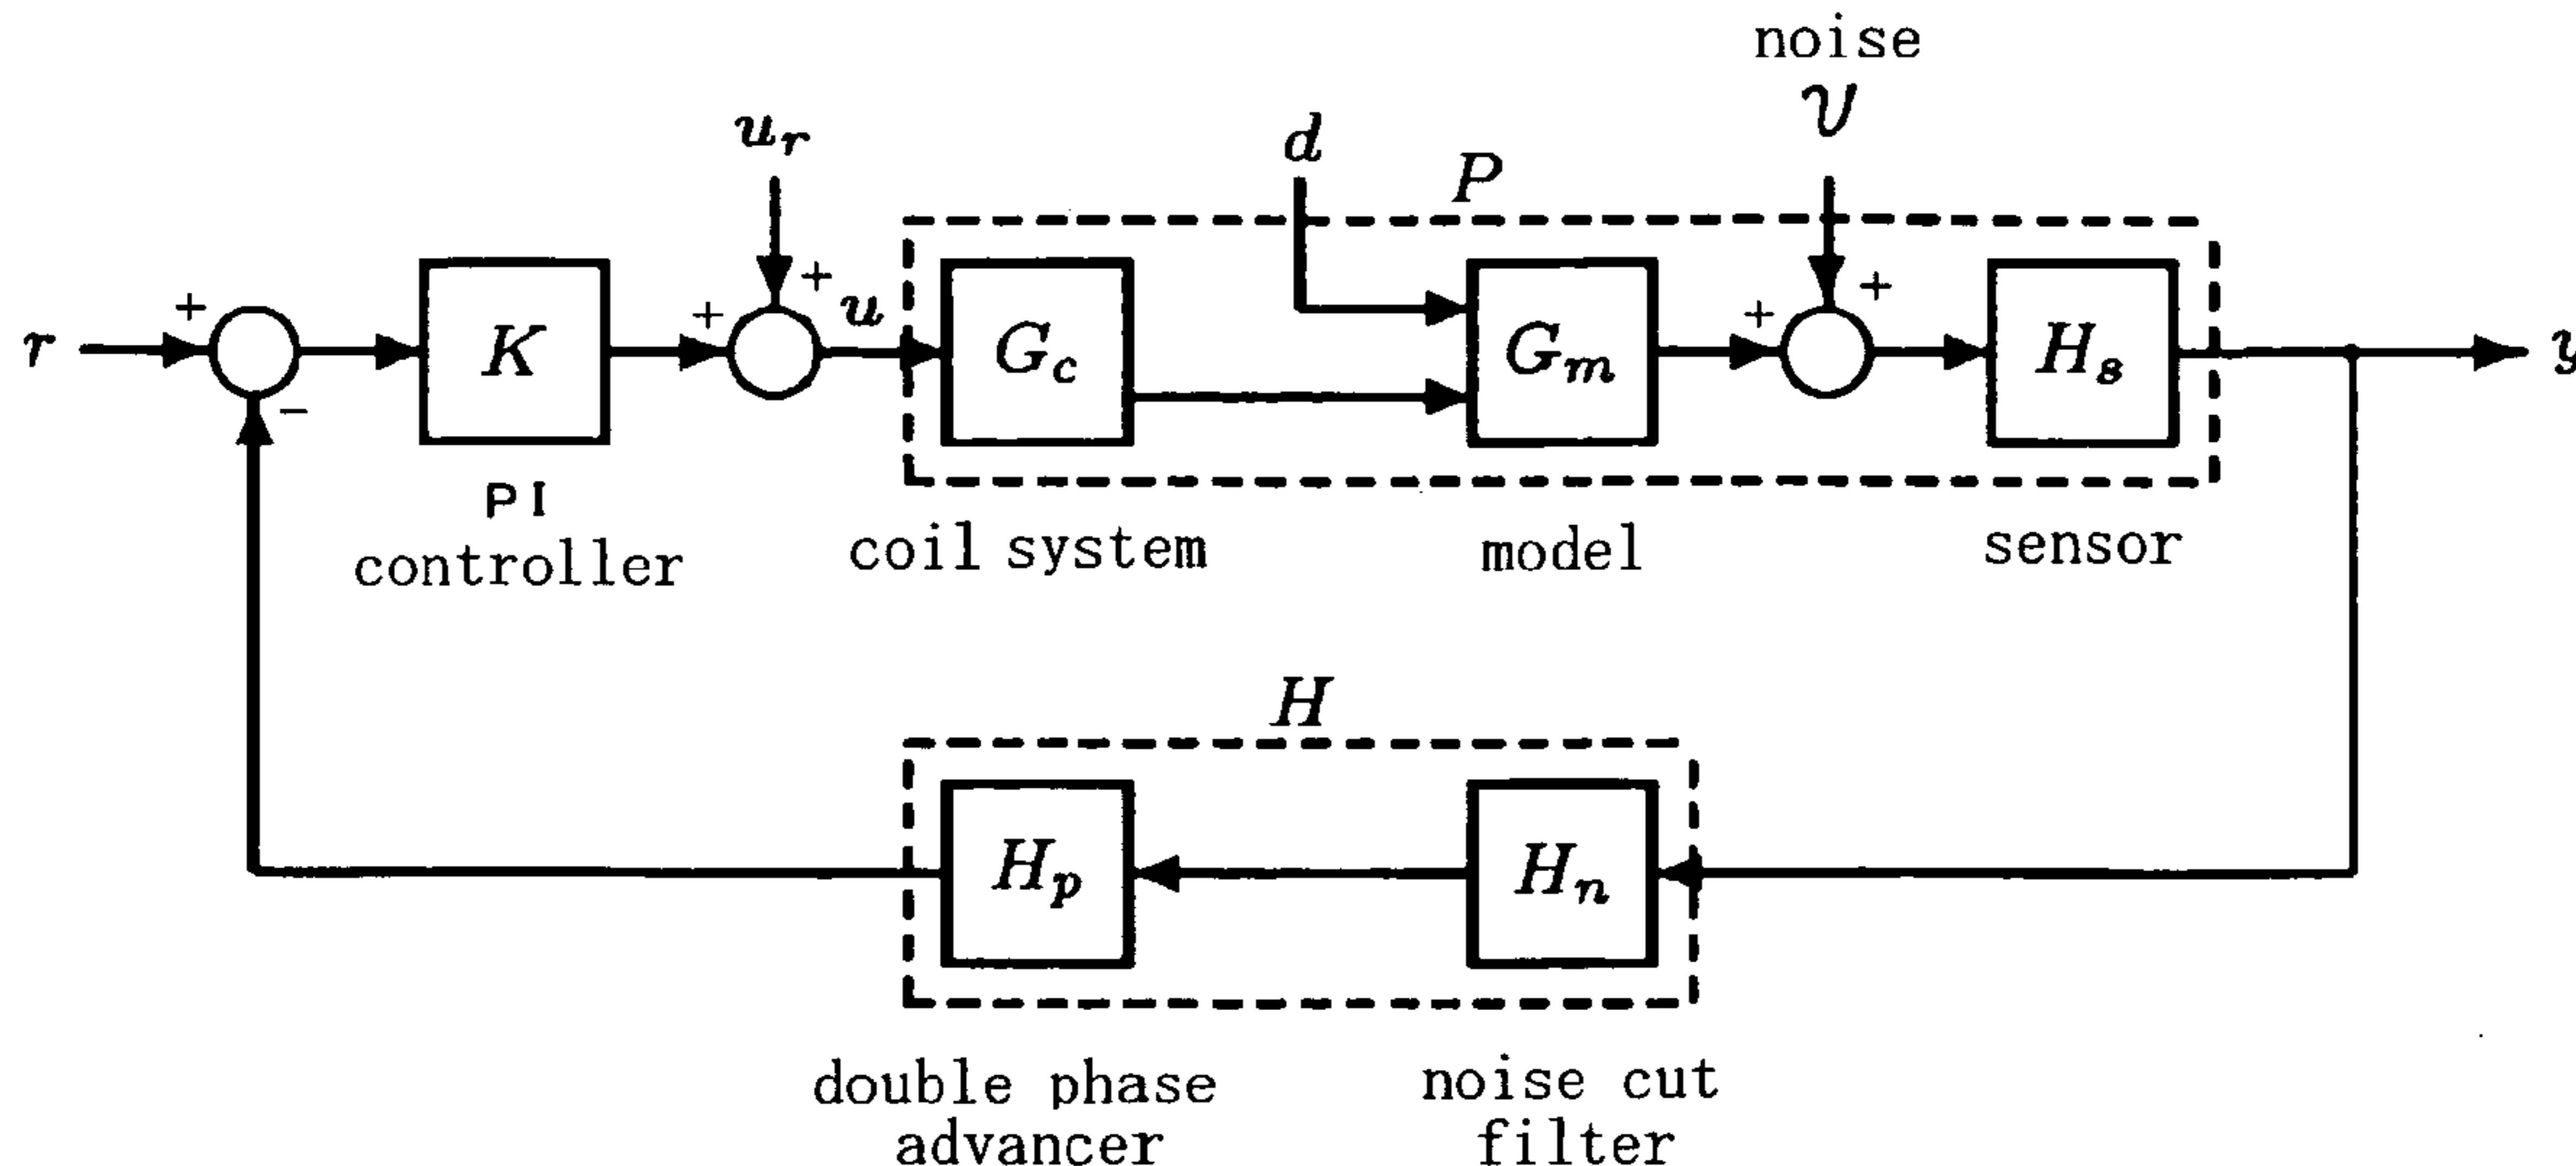 noise
v
u_r
d
P
+
+
+
u
+
+
r
K
G_c
G_m
H_s
y
−
PI
controller
coil system
model
sensor
H
H_p
H_n
double phase
advancer
noise cut
filter